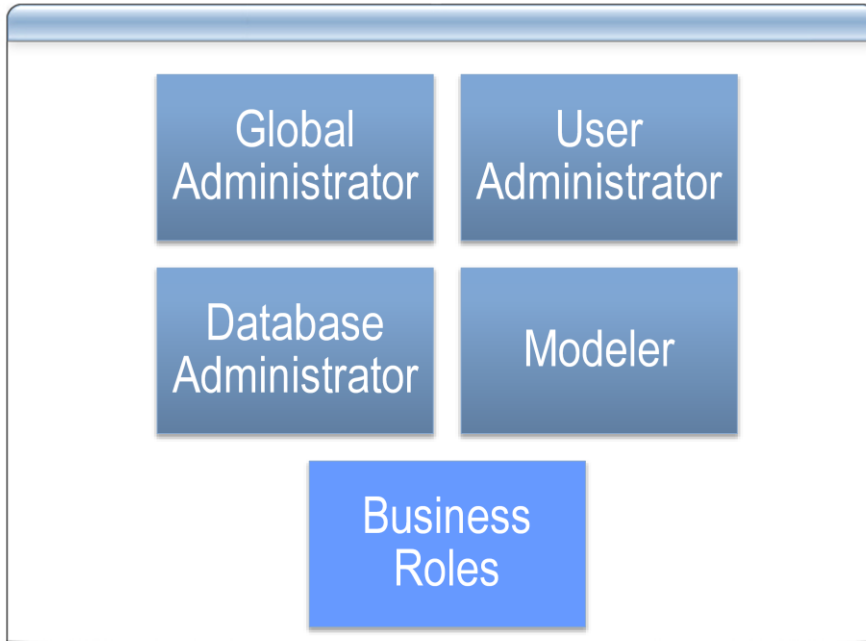 Global
Administrator
User
Administrator
Database
Administrator
Modeler
Business
Roles